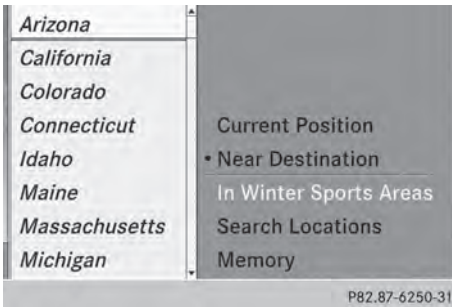 Arizona
California
Colorado
Connecticut
Idaho
Maine
Massachusetts
Michigan
Current Position
• Near Destination
In Winter Sports Areas
Search Locations
Memory
P82.87-6250-31